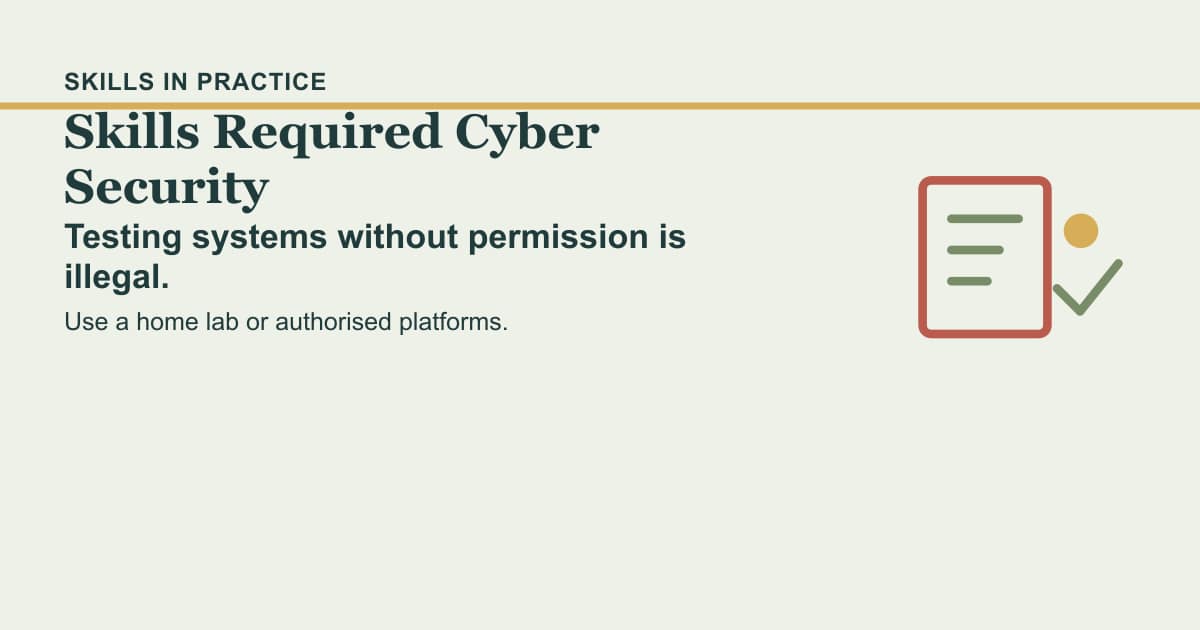 SKILLS IN PRACTICE
Skills Required Cyber
Security
Testing systems without permission is
illegal.
Use a home lab or authorised platforms.